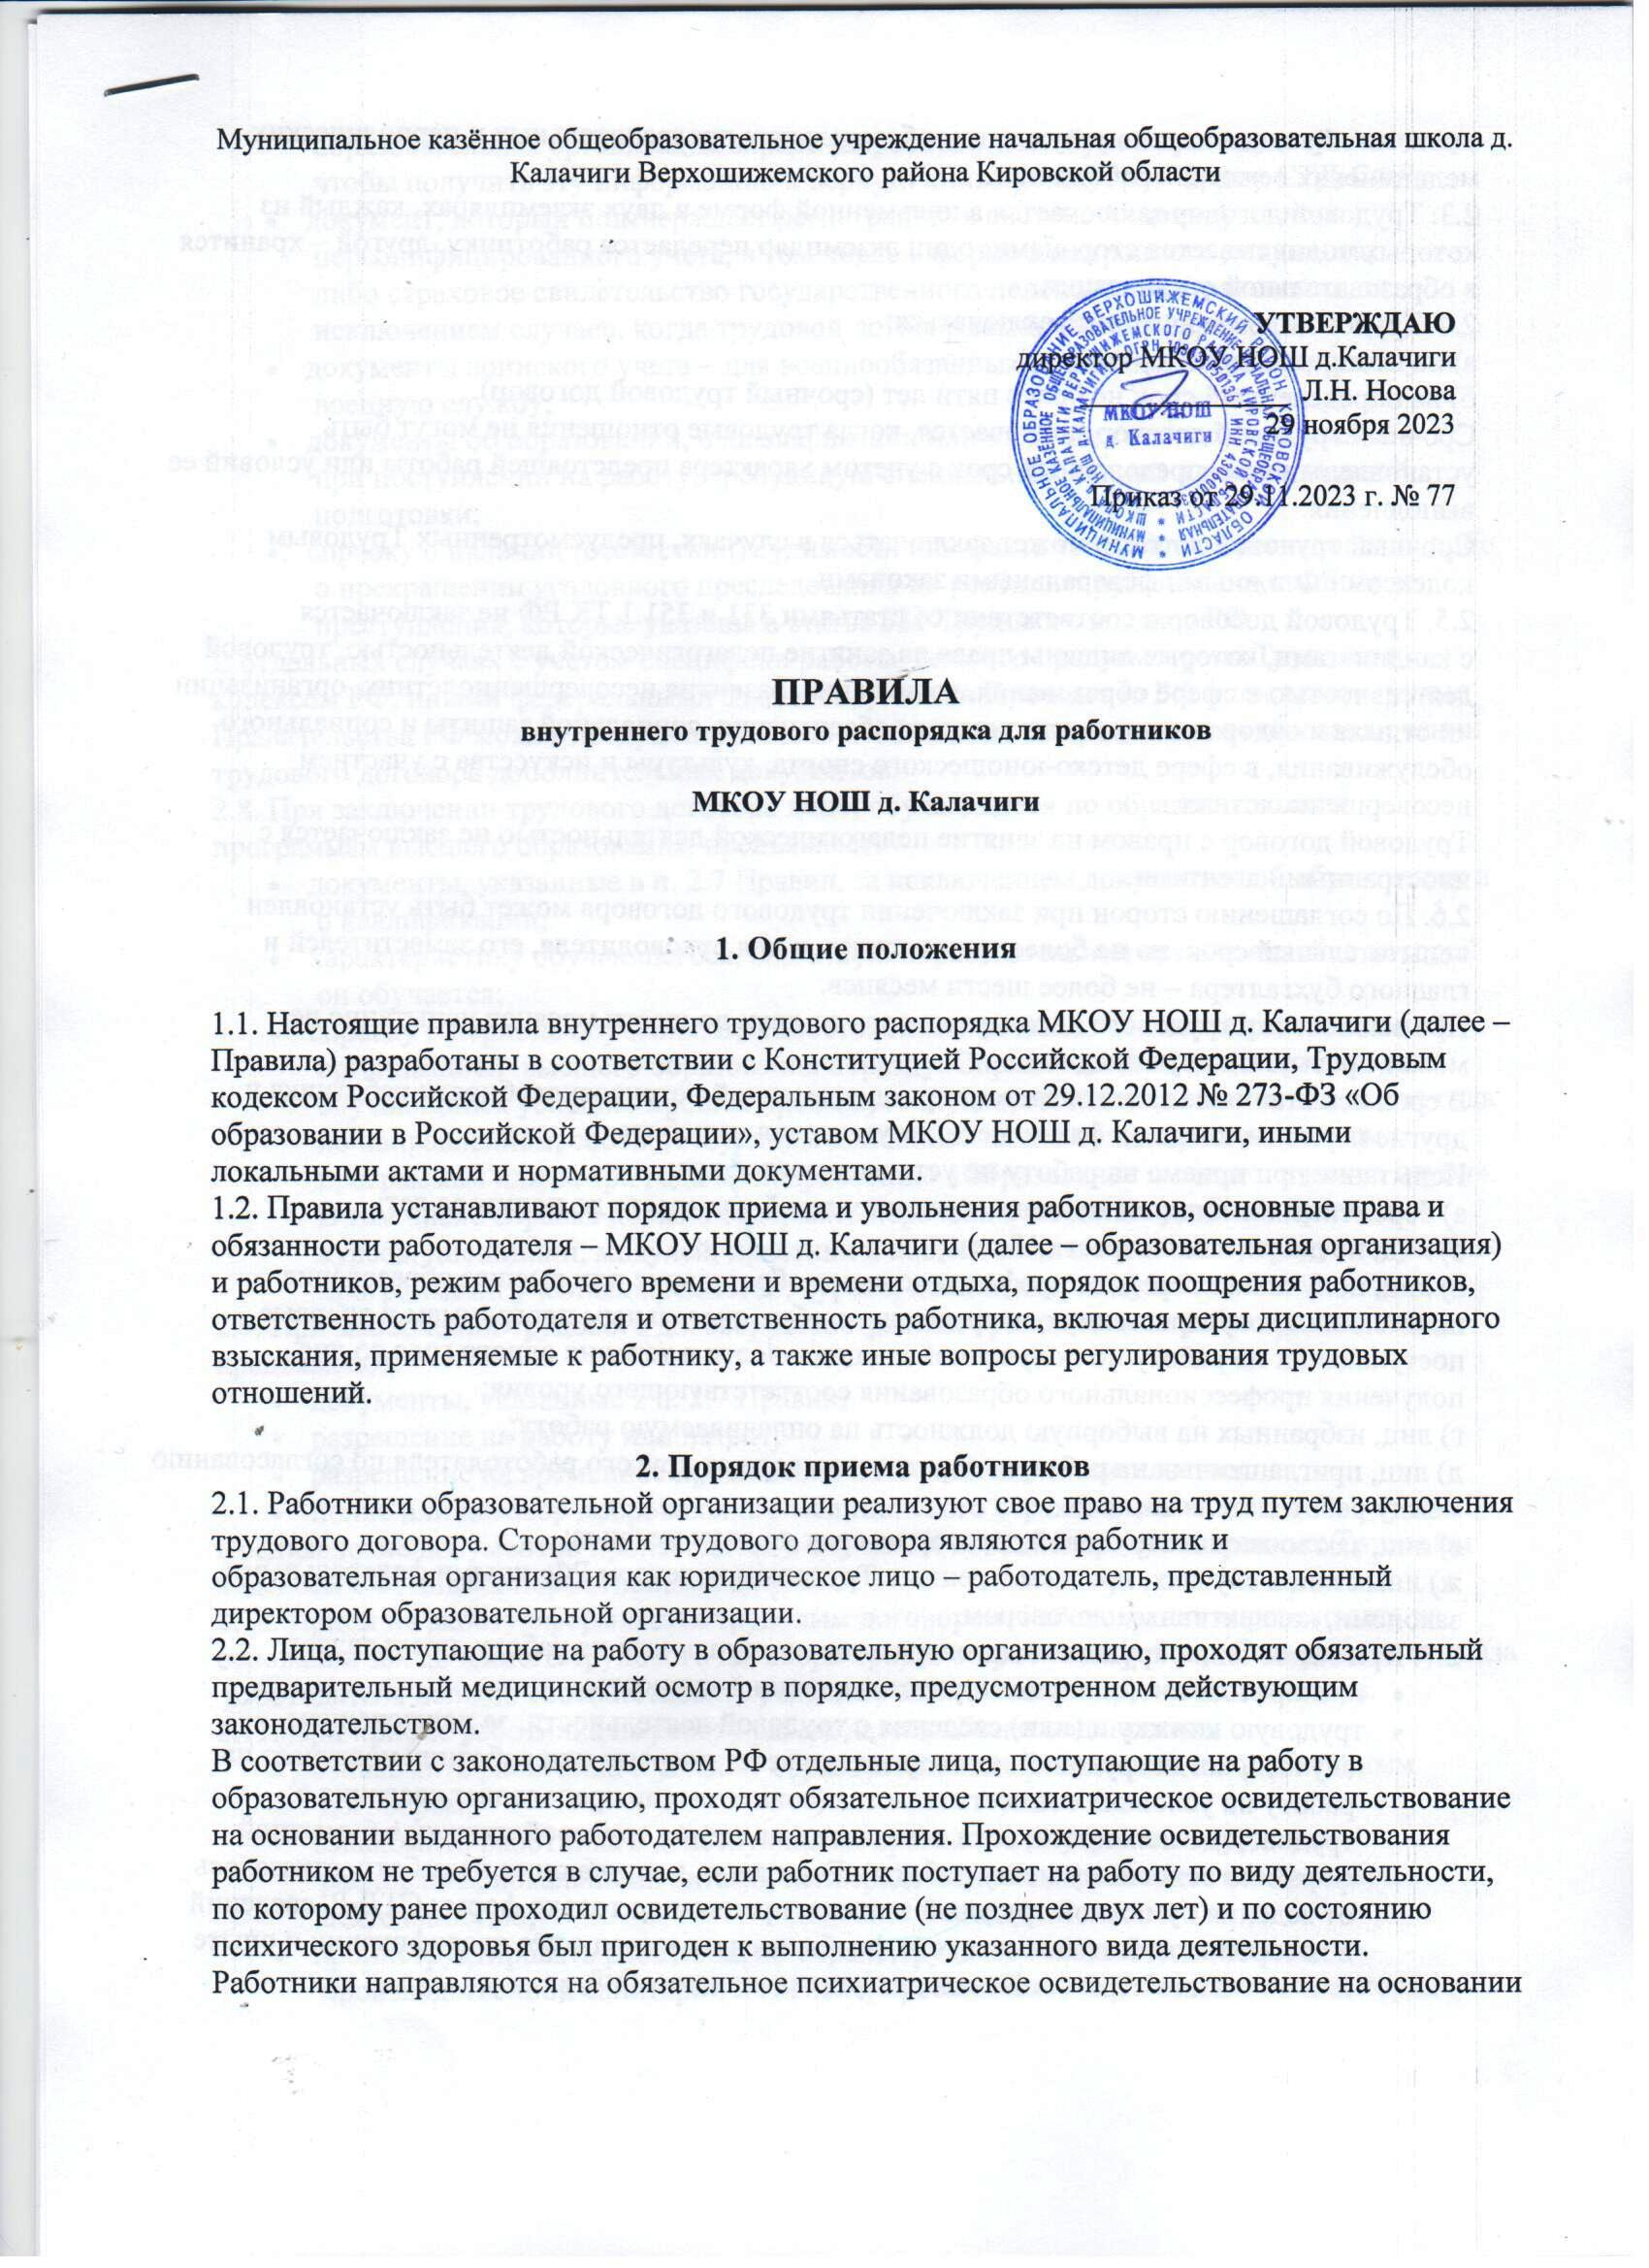 Муниципальное казённое общеобразовательное учреждение начальная общеобразовательная школа д.
Калачиги Верхошижемского района Кировской области
УТВЕРЖДАЮ
директор МКОУ НОШ д.Калачиги
Л.Н. Носова
29 ноября 2023
Приказ от 29.11.2023 г. № 77
МКОУ НОШ
д. Калачиги
ПРАВИЛА
внутреннего трудового распорядка для работников
МКОУ НОШ д. Калачиги
1. Общие положения
1.1. Настоящие правила внутреннего трудового распорядка МКОУ НОШ д. Калачиги (далее –
Правила) разработаны в соответствии с Конституцией Российской Федерации, Трудовым
кодексом Российской Федерации, Федеральным законом от 29.12.2012 № 273-ФЗ «Об
образовании в Российской Федерации», уставом МКОУ НОШ д. Калачиги, иными
локальными актами и нормативными документами.
1.2. Правила устанавливают порядок приема и увольнения работников, основные права и
обязанности работодателя – МКОУ НОШ д. Калачиги (далее – образовательная организация)
и работников, режим рабочего времени и времени отдыха, порядок поощрения работников,
ответственность работодателя и ответственность работника, включая меры дисциплинарного
взыскания, применяемые к работнику, а также иные вопросы регулирования трудовых
отношений.
2. Порядок приема работников
2.1. Работники образовательной организации реализуют свое право на труд путем заключения
трудового договора. Сторонами трудового договора являются работник и
образовательная организация как юридическое лицо – работодатель, представленный
директором образовательной организации.
2.2. Лица, поступающие на работу в образовательную организацию, проходят обязательный
предварительный медицинский осмотр в порядке, предусмотренном действующим
законодательством.
В соответствии с законодательством РФ отдельные лица, поступающие на работу в
образовательную организацию, проходят обязательное психиатрическое освидетельствование
на основании выданного работодателем направления. Прохождение освидетельствования
работником не требуется в случае, если работник поступает на работу по виду деятельности,
по которому ранее проходил освидетельствование (не позднее двух лет) и по состоянию
психического здоровья был пригоден к выполнению указанного вида деятельности.
Работники направляются на обязательное психиатрическое освидетельствование на основании